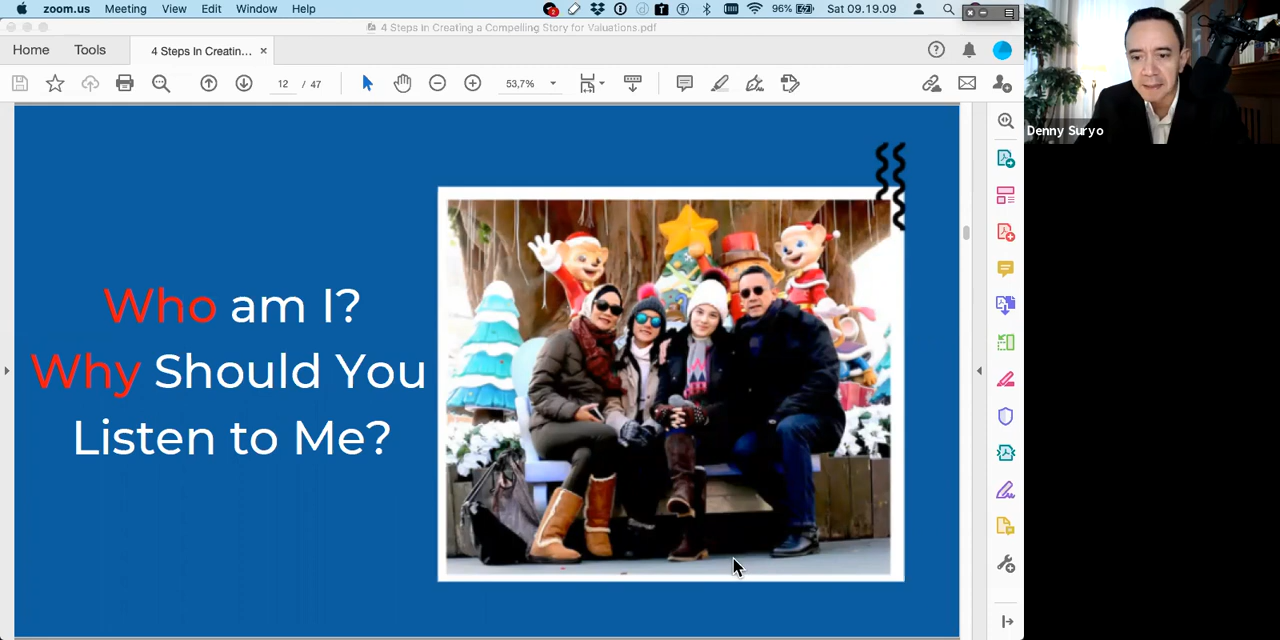 zoom.us Meeting View Edit Window Help 96% Sat 09.19.09
4 Steps In Creating a Compelling Story for Valuations.pdf
Home Tools 4 Steps In Creatin... ×
12 / 47 53,7%
Denny Suryo
Who am I?
Why Should You
Listen to Me?